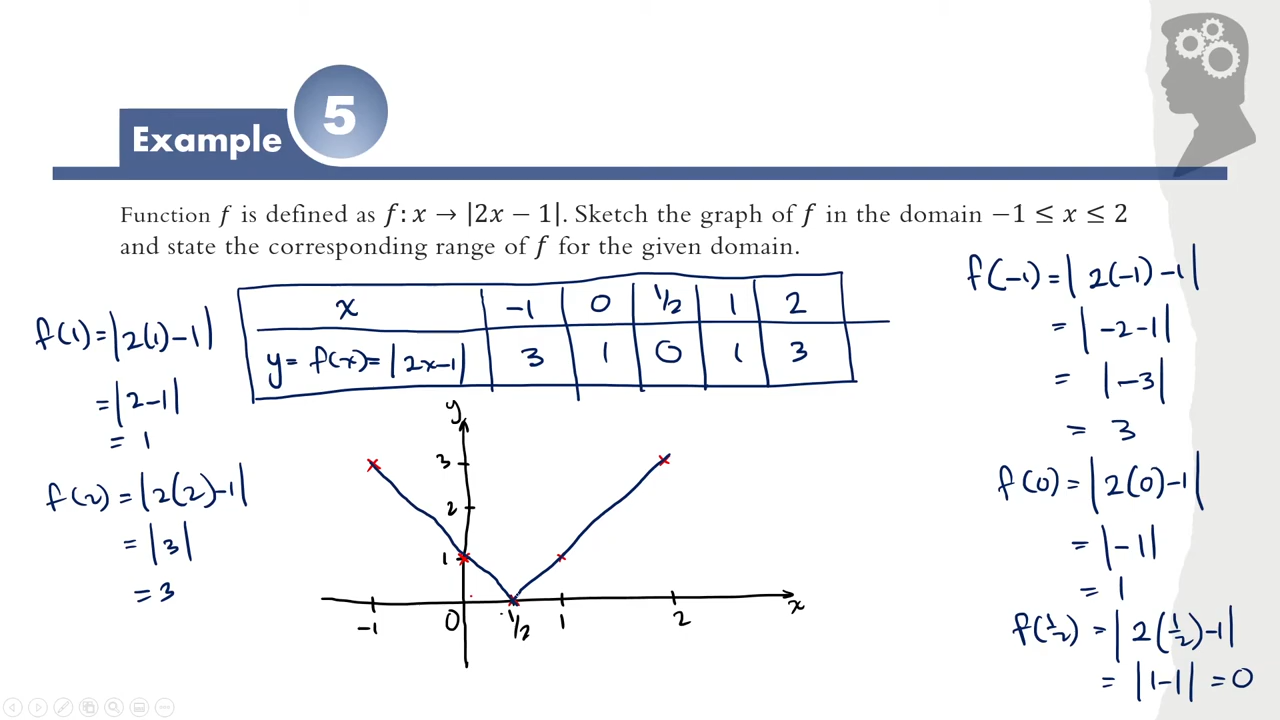 Example 5
Function f is defined as f: x → |2x − 1|. Sketch the graph of f in the domain −1 ≤ x ≤ 2
and state the corresponding range of f for the given domain.
x -1 0 1/2 1 2
y = f(x) = |2x-1| 3 1 0 1 3
f(1) = |2(1)-1|
= |2-1|
= 1
f(2) = |2(2)-1|
= |3|
= 3
y
3
2
1
-1 0 1/2 1 2 x
f(-1) = |2(-1)-1|
= |-2-1|
= |-3|
= 3
f(0) = |2(0)-1|
= |-1|
= 1
f(1/2) = |2(1/2)-1|
= |1-1| = 0